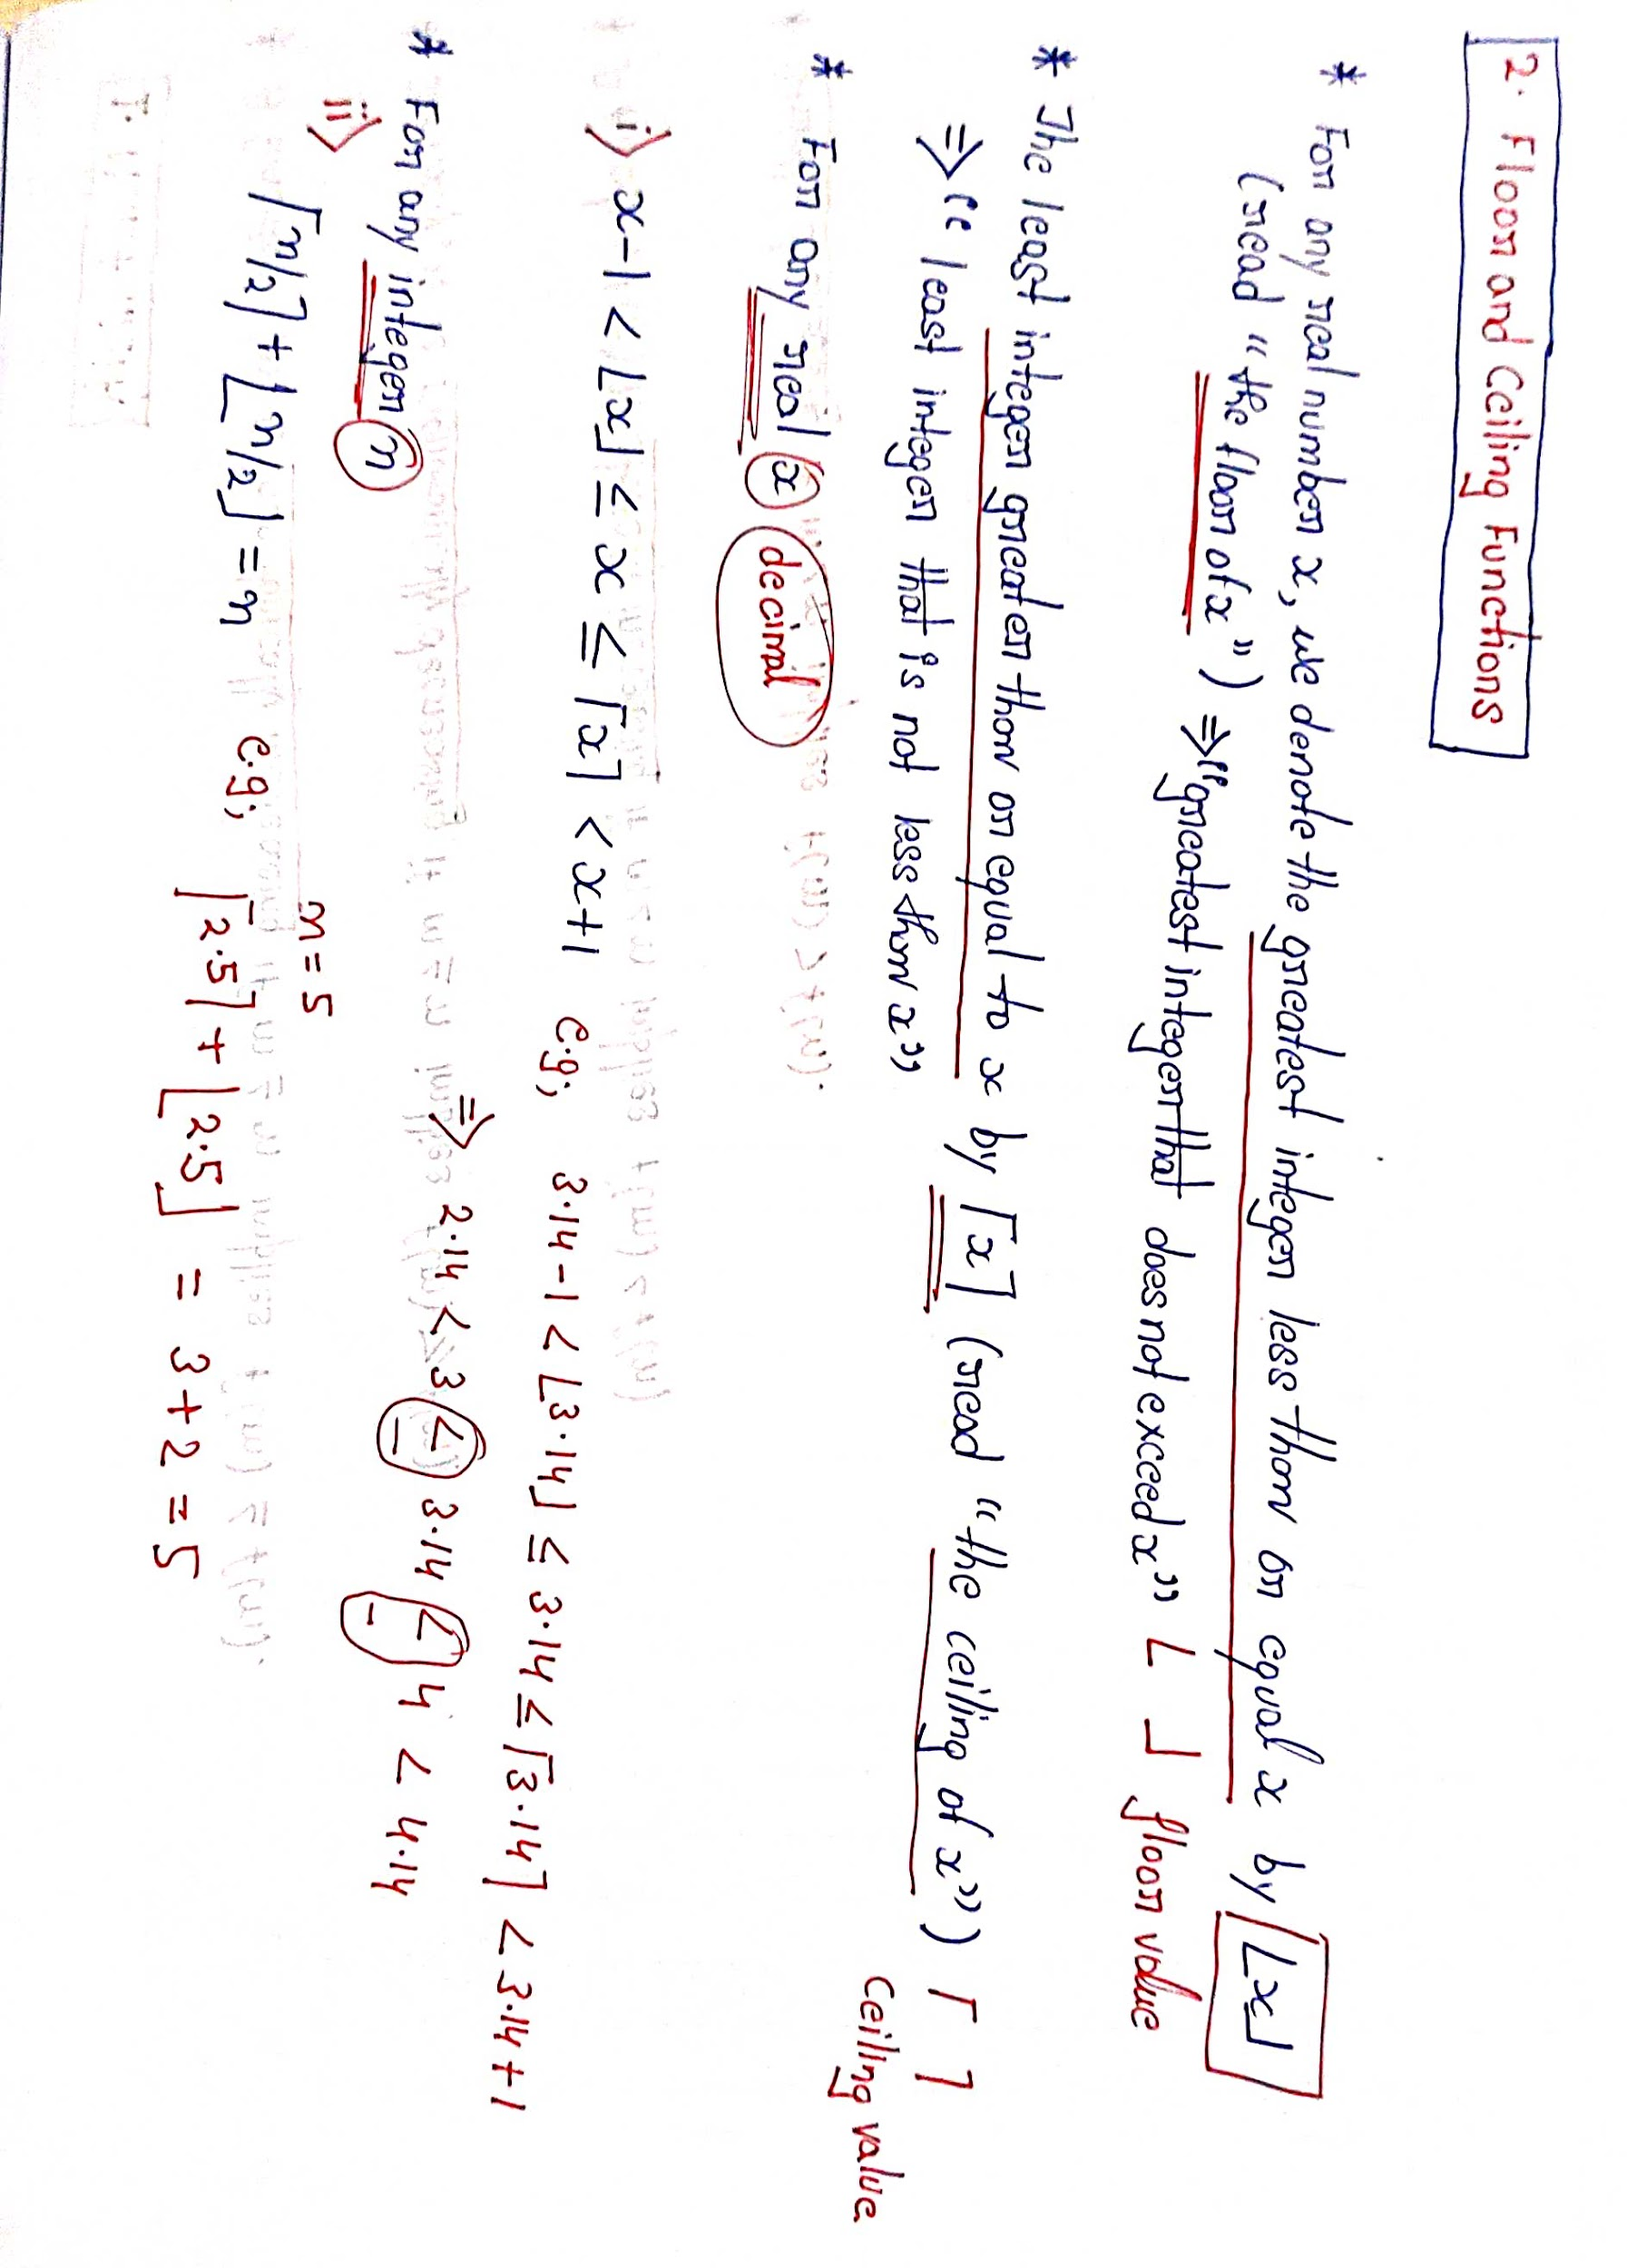 2. Floor and Ceiling Functions
* For any real number x, we denote the greatest integer less than or equal x by ⌊x⌋
(read "the floor of x") ⇒ "greatest integer that does not exceed x" ⌊ ⌋ floor value
* The least integer greater than or equal to x by ⌈x⌉ (read "the ceiling of x") ⌈ ⌉
⇒ "least integer that is not less than x" Ceiling value
* For any real x decimal
i> x-1 < ⌊x⌋ ≤ x ≤ ⌈x⌉ < x+1 e.g; 3.14-1 < ⌊3.14⌋ ≤ 3.14 ≤ ⌈3.14⌉ < 3.14+1
⇒ 2.14 < 3 ≤ 3.14 ≤ 4 < 4.14
* For any integer n
ii>
n=5
⌈n/2⌉ + ⌊n/2⌋ = n e.g; ⌈2.5⌉ + ⌊2.5⌋ = 3+2 = 5